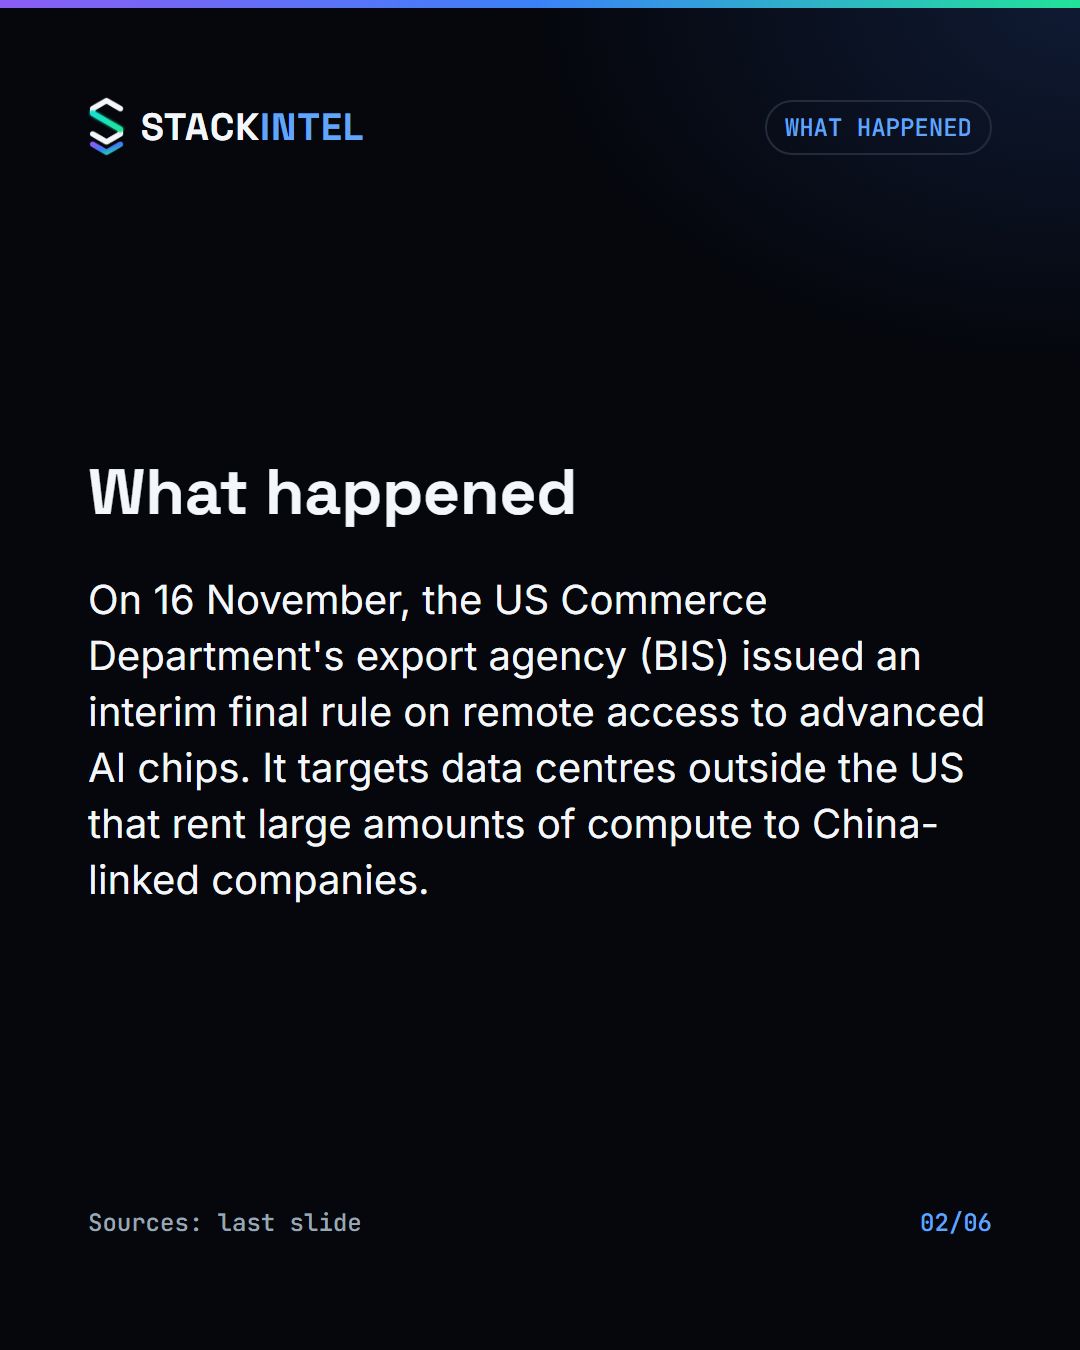 STACKINTEL
WHAT HAPPENED
What happened
On 16 November, the US Commerce
Department's export agency (BIS) issued an
interim final rule on remote access to advanced
AI chips. It targets data centres outside the US
that rent large amounts of compute to China-
linked companies.
Sources: last slide
02/06